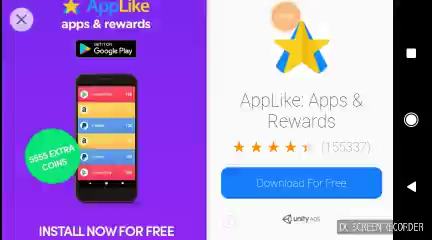 AppLike
apps & rewards
GET IT ON
Google Play
5555 EXTRA
COINS
INSTALL NOW FOR FREE
AppLike: Apps &
Rewards
(155337)
Download For Free
unity ADS
DU SCREEN RECORDER